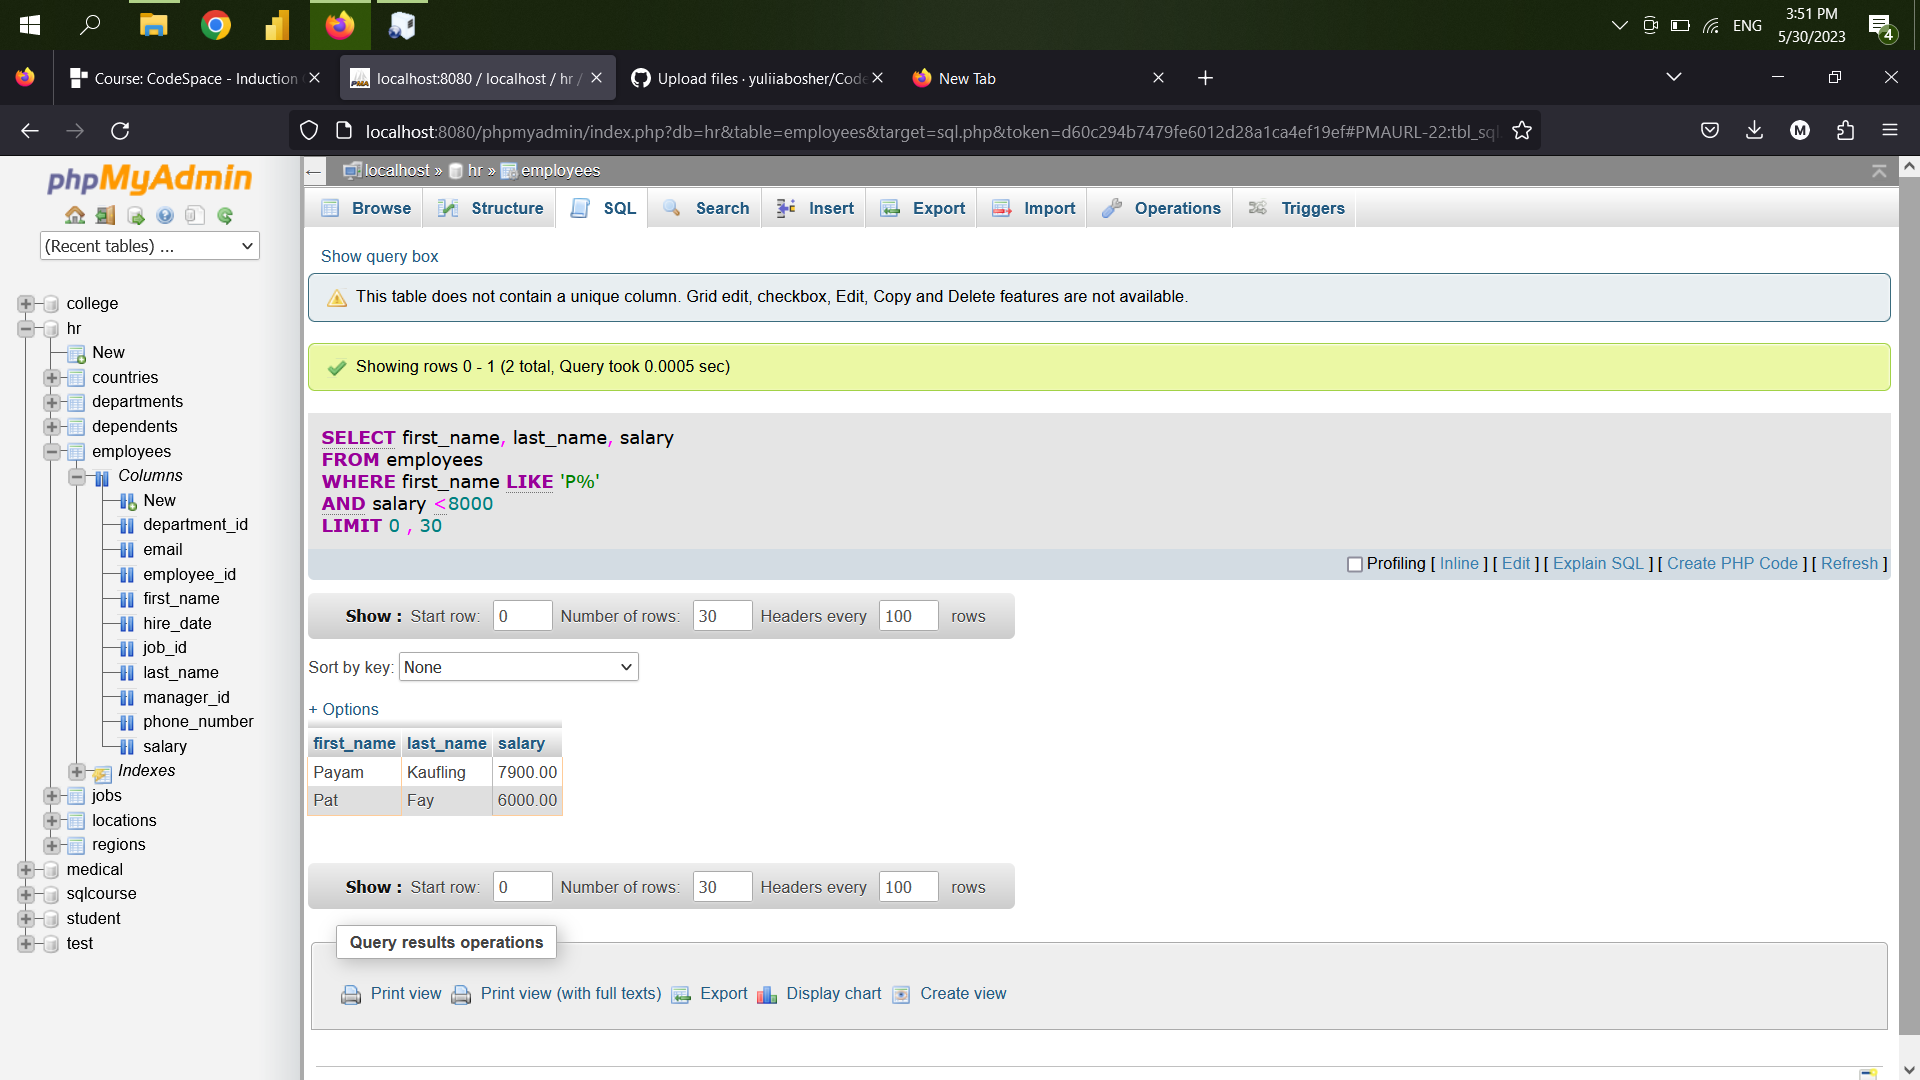 ENG
3:51 PM
5/30/2023
4
Course: CodeSpace - Induction
localhost:8080 / localhost / hr /
Upload files · yuliiabosher/Code
New Tab
localhost:8080/phpmyadmin/index.php?db=hr&table=employees&target=sql.php&token=d60c294b7479fe6012d28a1ca4ef19ef#PMAURL-22:tbl_sql
M
phpMyAdmin
(Recent tables) ...
college
hr
New
countries
departments
dependents
employees
Columns
New
department_id
email
employee_id
first_name
hire_date
job_id
last_name
manager_id
phone_number
salary
Indexes
jobs
locations
regions
medical
sqlcourse
student
test
localhost » hr » employees
Browse Structure SQL Search Insert Export Import Operations Triggers
Show query box
This table does not contain a unique column. Grid edit, checkbox, Edit, Copy and Delete features are not available.
Showing rows 0 - 1 (2 total, Query took 0.0005 sec)
SELECT first_name, last_name, salary
FROM employees
WHERE first_name LIKE 'P%'
AND salary <8000
LIMIT 0 , 30
Profiling [ Inline ] [ Edit ] [ Explain SQL ] [ Create PHP Code ] [ Refresh ]
Show : Start row: 0 Number of rows: 30 Headers every 100 rows
Sort by key: None
+ Options
first_name last_name salary
Payam Kaufling 7900.00
Pat Fay 6000.00
Show : Start row: 0 Number of rows: 30 Headers every 100 rows
Query results operations
Print view Print view (with full texts) Export Display chart Create view